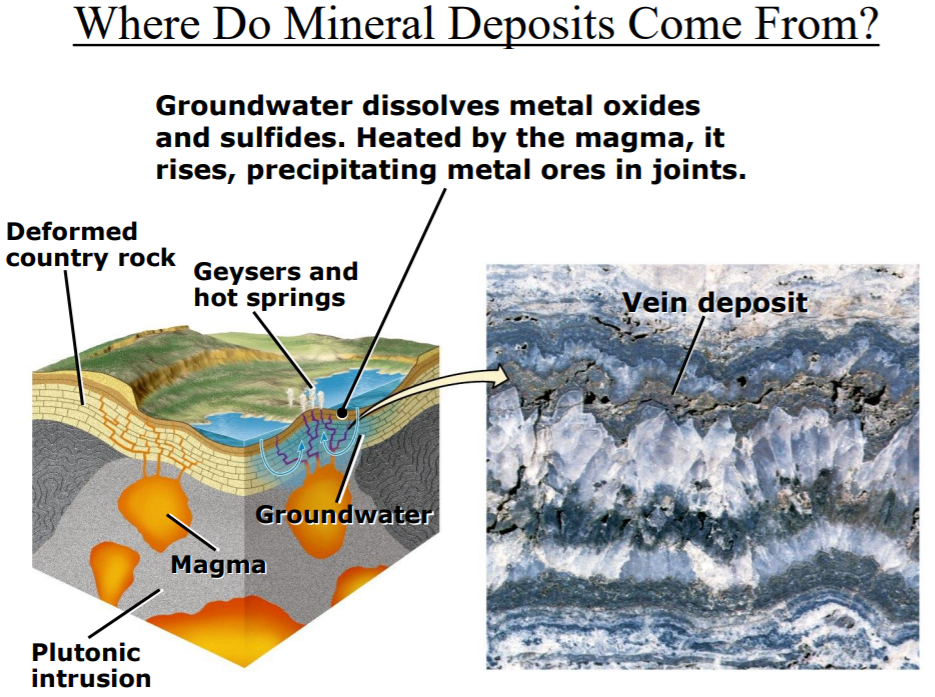 Where Do Mineral Deposits Come From?
Groundwater dissolves metal oxides
and sulfides. Heated by the magma, it
rises, precipitating metal ores in joints.
Deformed
country rock
Geysers and
hot springs
Vein deposit
Groundwater
Magma
Plutonic
intrusion